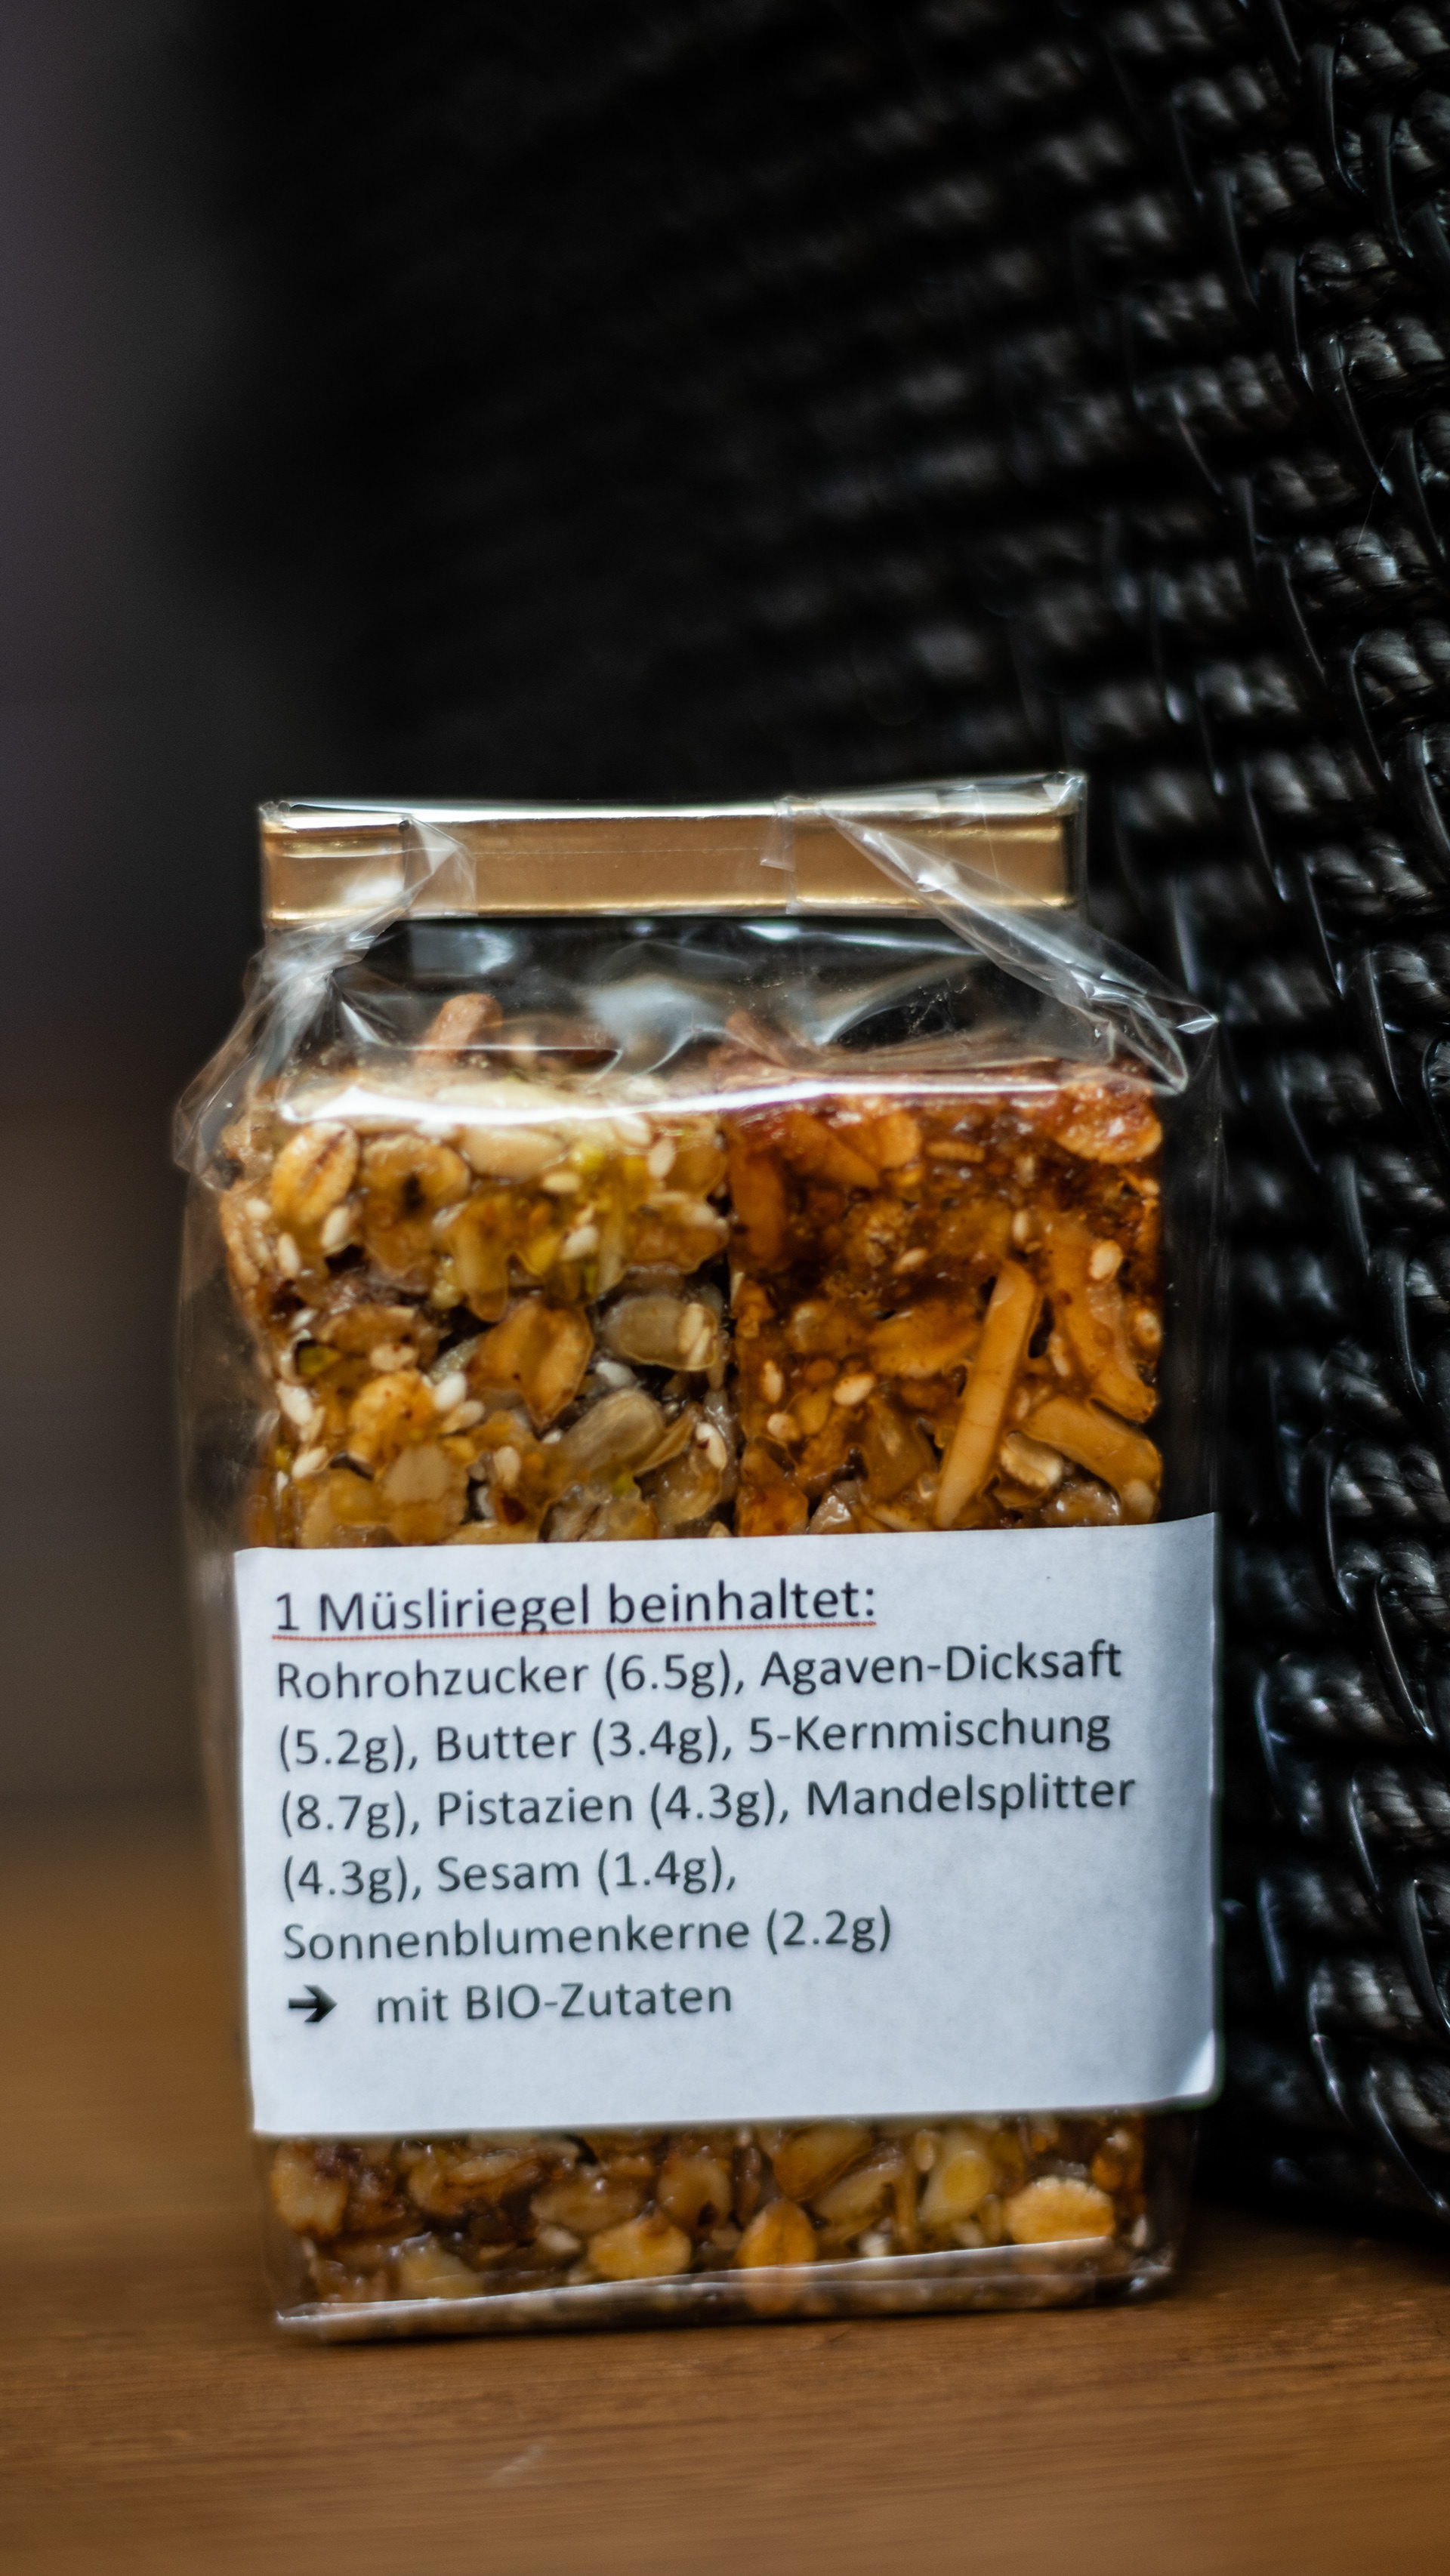 1 Müsliriegel beinhaltet:
Rohrohzucker (6.5g), Agaven-Dicksaft
(5.2g), Butter (3.4g), 5-Kernmischung
(8.7g), Pistazien (4.3g), Mandelsplitter
(4.3g), Sesam (1.4g),
Sonnenblumenkerne (2.2g)
➔ mit BIO-Zutaten